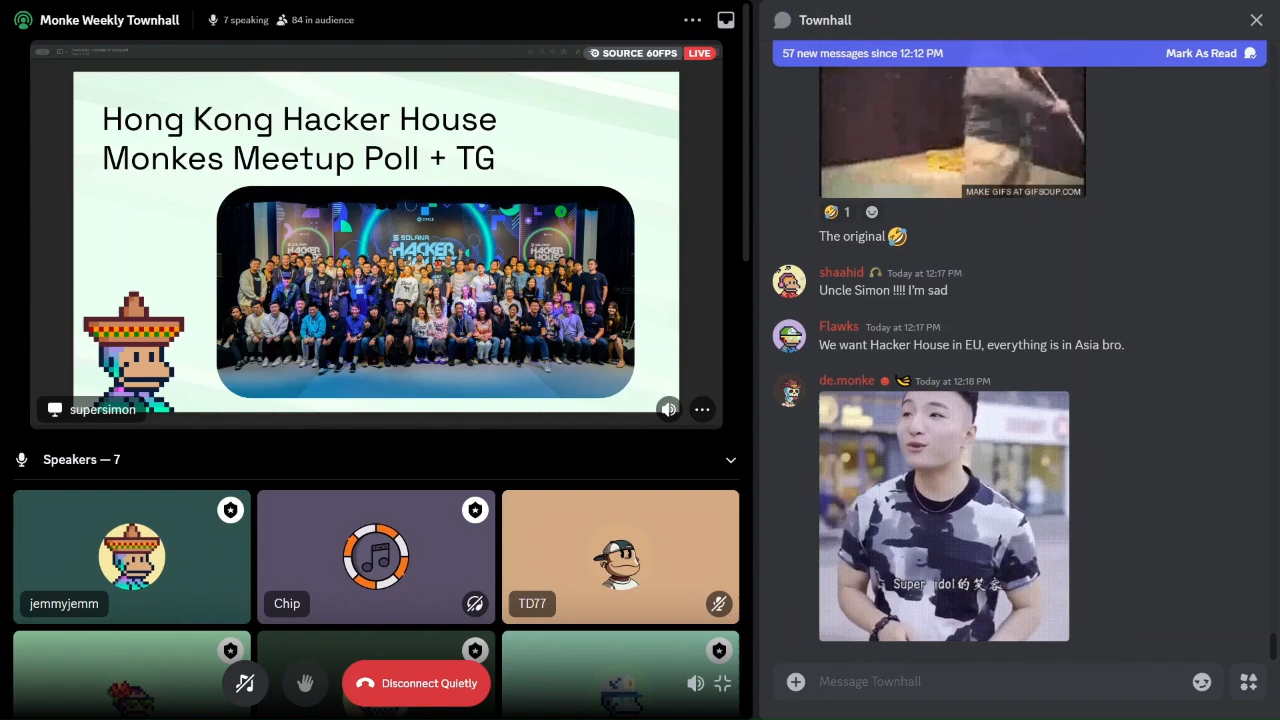 Monke Weekly Townhall
7 speaking
84 in audience
SOURCE 60FPS
LIVE
Hong Kong Hacker House
Monkes Meetup Poll + TG
SOLANA
HACKER
HOUSE
supersimon
Speakers — 7
jemmyjemm
Chip
TD77
Disconnect Quietly
Townhall
57 new messages since 12:12 PM
Mark As Read
MAKE GIFS AT GIFSOUP.COM
1
The original
shaahid Today at 12:17 PM
Uncle Simon !!!! I'm sad
Flawks Today at 12:17 PM
We want Hacker House in EU, everything is in Asia bro.
de.monke Today at 12:18 PM
Super idol的笑容
Message Townhall